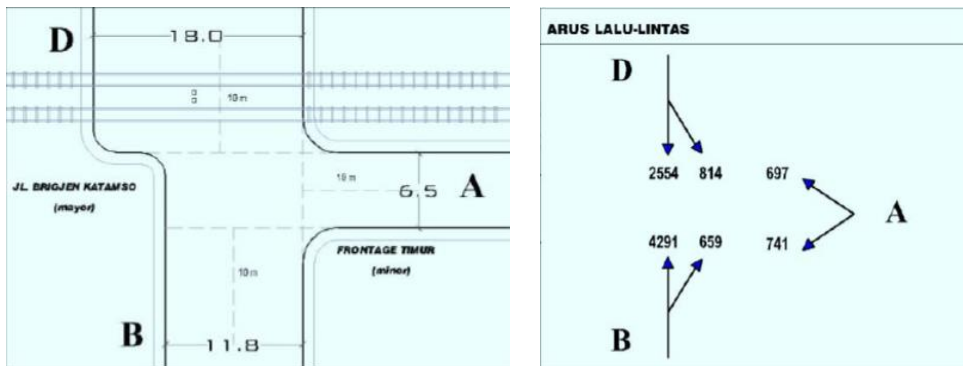 D
18.0
10 m
JL. BRIGJEN KATAMSO
(mayor)
10 m
6.5
A
FRONTAGE TIMUR
(minor)
10m
B
11.8
ARUS LALU-LINTAS
D
2554 814 697
A
4291 659 741
B